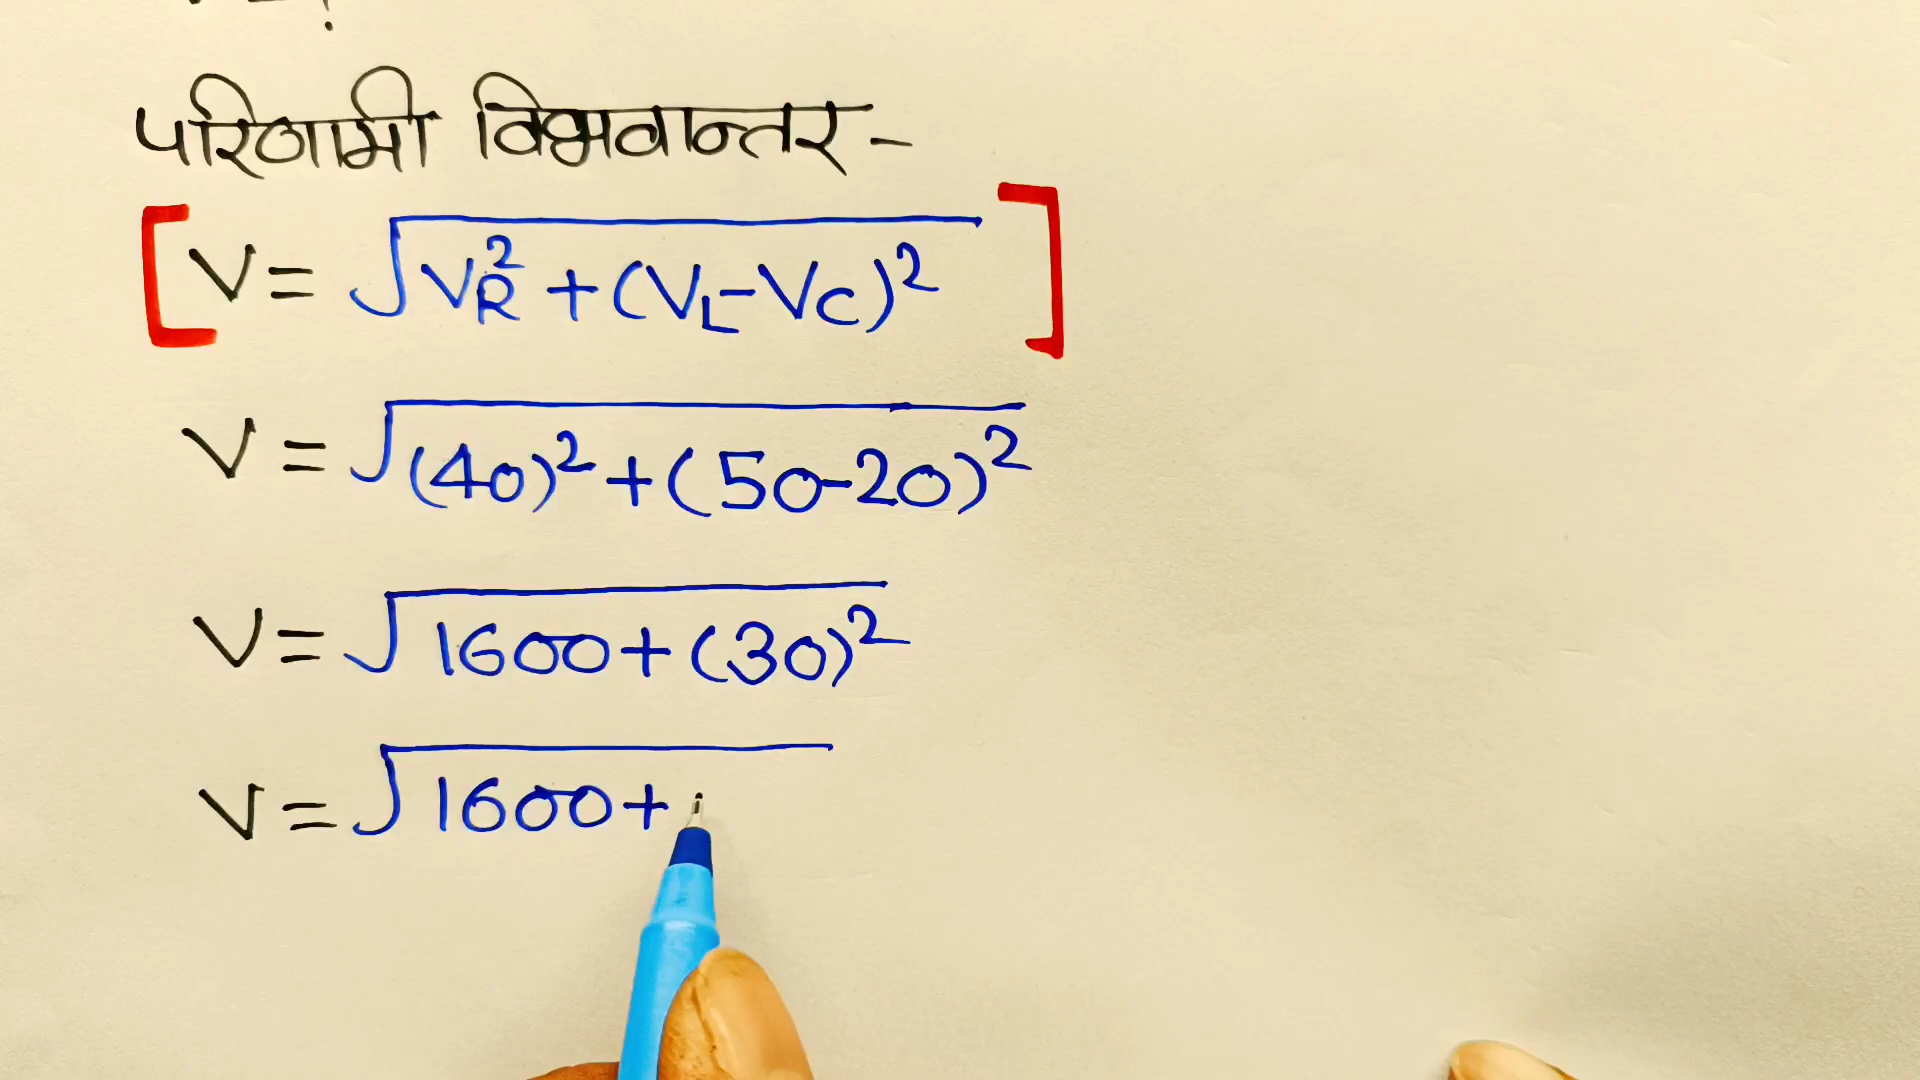 परिणामी विभवान्तर -
[V = √(V_R² + (V_L - V_C)²)]
V = √((40)² + (50-20)²)
V = √(1600 + (30)²)
V = √(1600 +